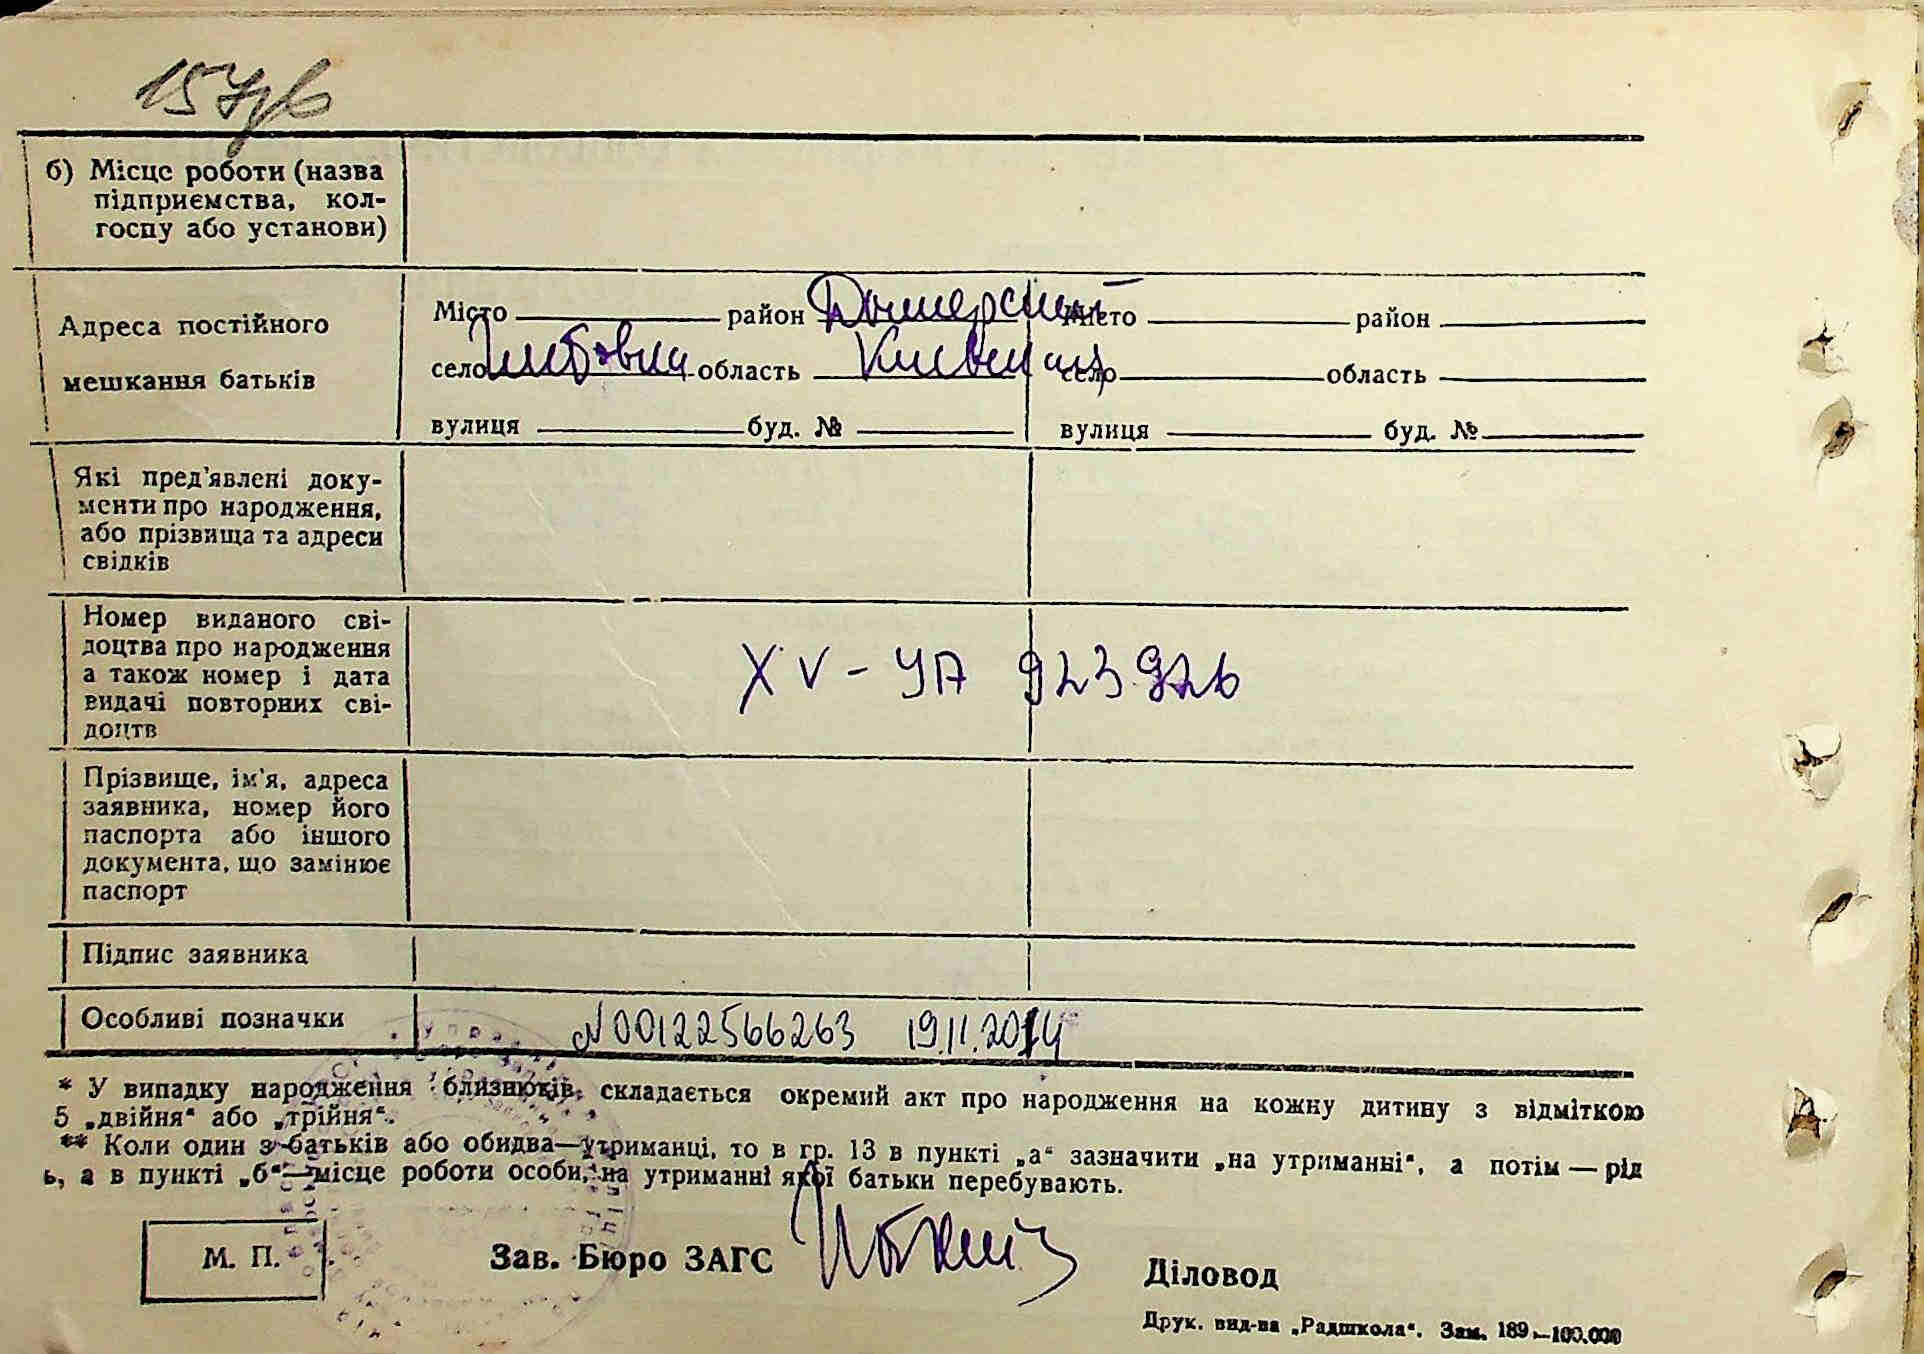 б) Місце роботи (назва
підприємства, кол-
госпу або установи)
Адреса постійного
мешкання батьків
Місто район Димерський Місто район
село область Київська село область
вулиця буд. № вулиця буд. №
Які пред'явлені доку-
менти про народження,
або прізвища та адреси
свідків
Номер виданого сві-
доцтва про народження
а також номер і дата
видачі повторних сві-
доцтв
XV - УА 923926
Прізвище, ім'я, адреса
заявника, номер його
паспорта або іншого
документа, що замінює
паспорт
Підпис заявника
Особливі позначки
N00122566263 19.11.2014
* У випадку народження близнюків, складається окремий акт про народження на кожну дитину з відміткою
5 „двійня“ або „трійня“.
** Коли один з батьків або обидва—утриманці, то в гр. 13 в пункті „а“ зазначити „на утриманні“, а потім — рід
ь, а в пункті „б“—місце роботи особи, на утриманні якої батьки перебувають.
М. П.
Зав. Бюро ЗАГС
Діловод
Друк. вид-ва „Радшкола“. Зам. 189.—100.000